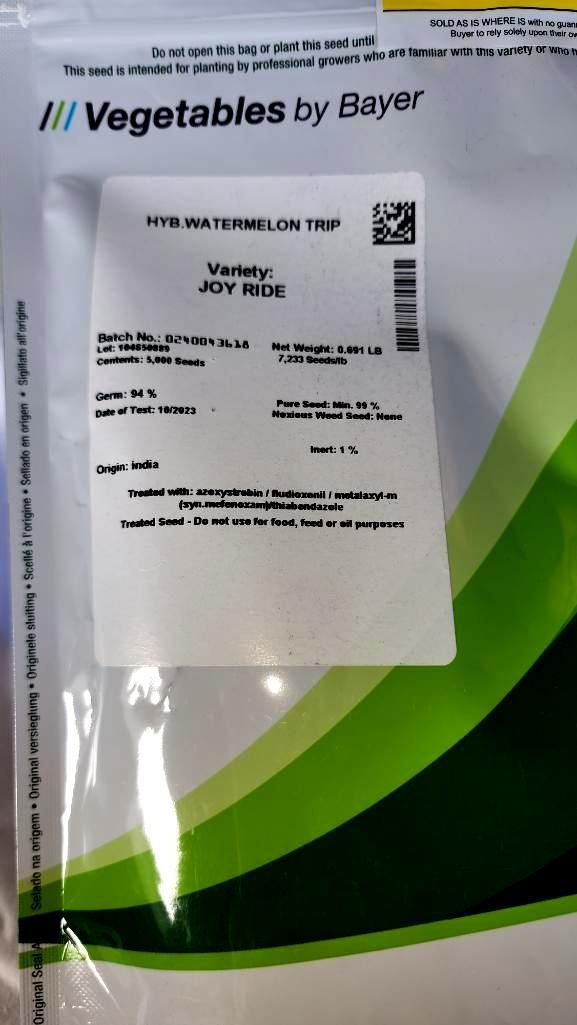 SOLD AS IS WHERE IS with no
Buyer to rely solely upon their
Do not open this bag or plant this seed until
This seed is intended for planting by professional growers who are familiar with this variety or who
Vegetables by Bayer
HYB.WATERMELON TRIP
Variety:
JOY RIDE
Batch No.: 0240043618
Net Weight: 0.691 LB
Lot: 104650889
7,233 Seeds/lb
Contents: 5,000 Seeds
Germ: 94 %
Pure Seed: Min. 99 %
Date of Test: 10/2023
Noxious Weed Seed: None
Inert: 1 %
Origin: India
Treated with: azoxystrobin / fludioxonil / metalaxyl-m
(syn.mefenoxam)/thiabendazole
Treated Seed - Do not use for food, feed or oil purposes
Original Seal • Selado na origem • Original versieglung • Originele sluiting • Scellé à l'origine • Sellado en origen • Sigillato all'origine